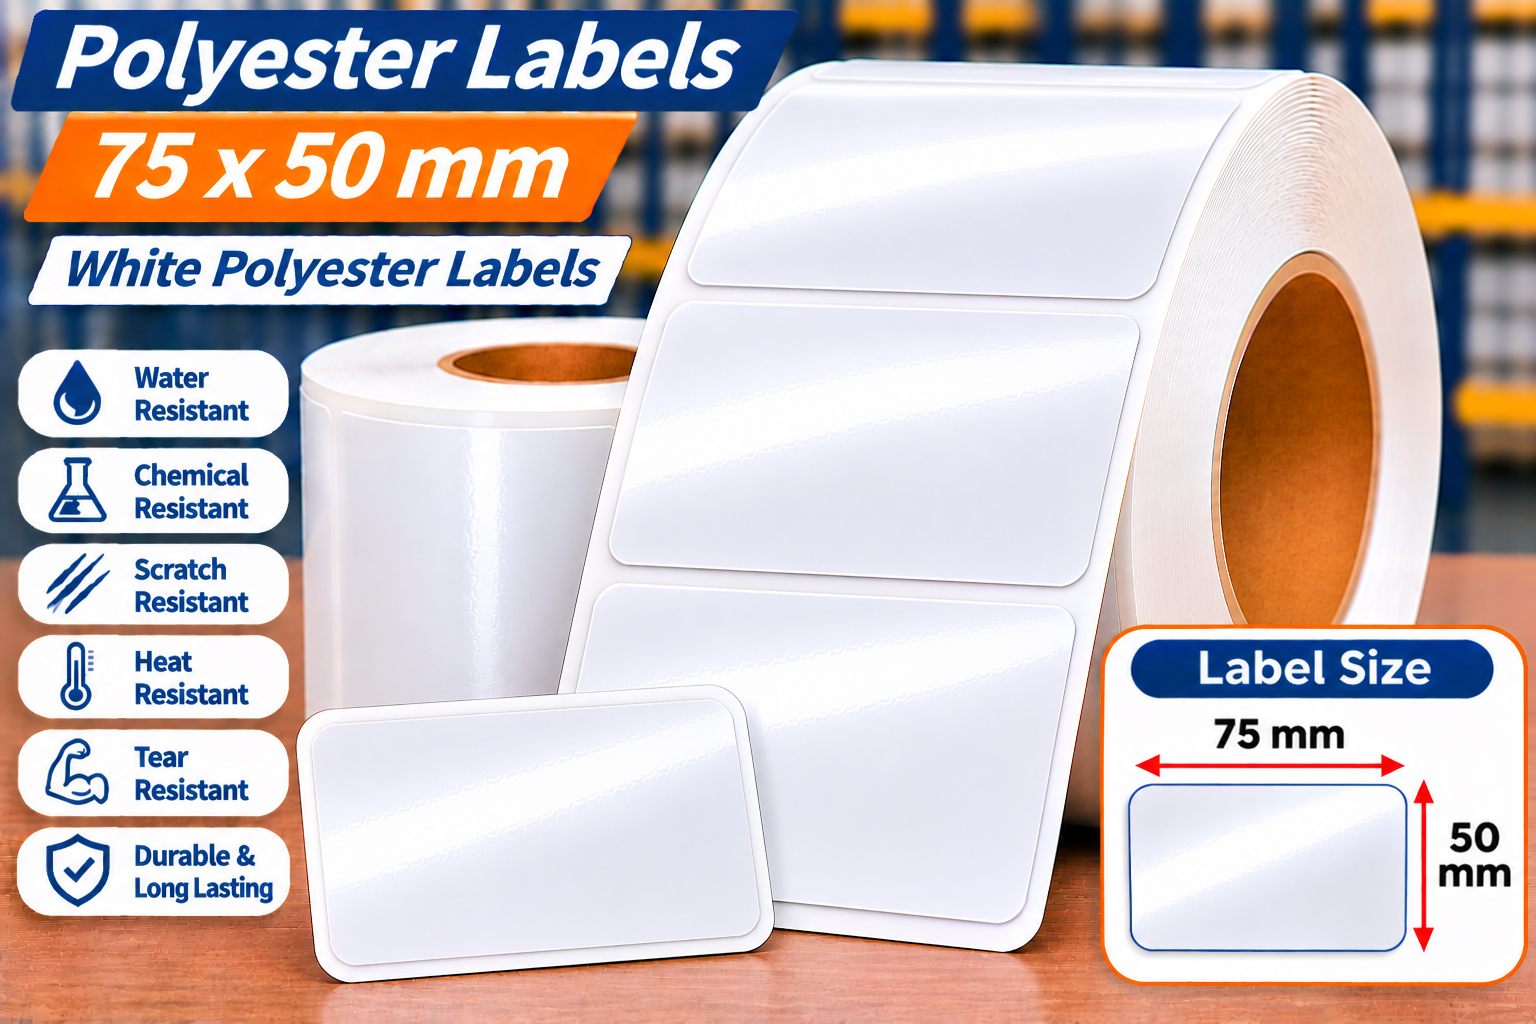 Polyester Labels
75 x 50 mm
White Polyester Labels
Water
Resistant
Chemical
Resistant
Scratch
Resistant
Heat
Resistant
Tear
Resistant
Durable &
Long Lasting
Label Size
75 mm
50
mm